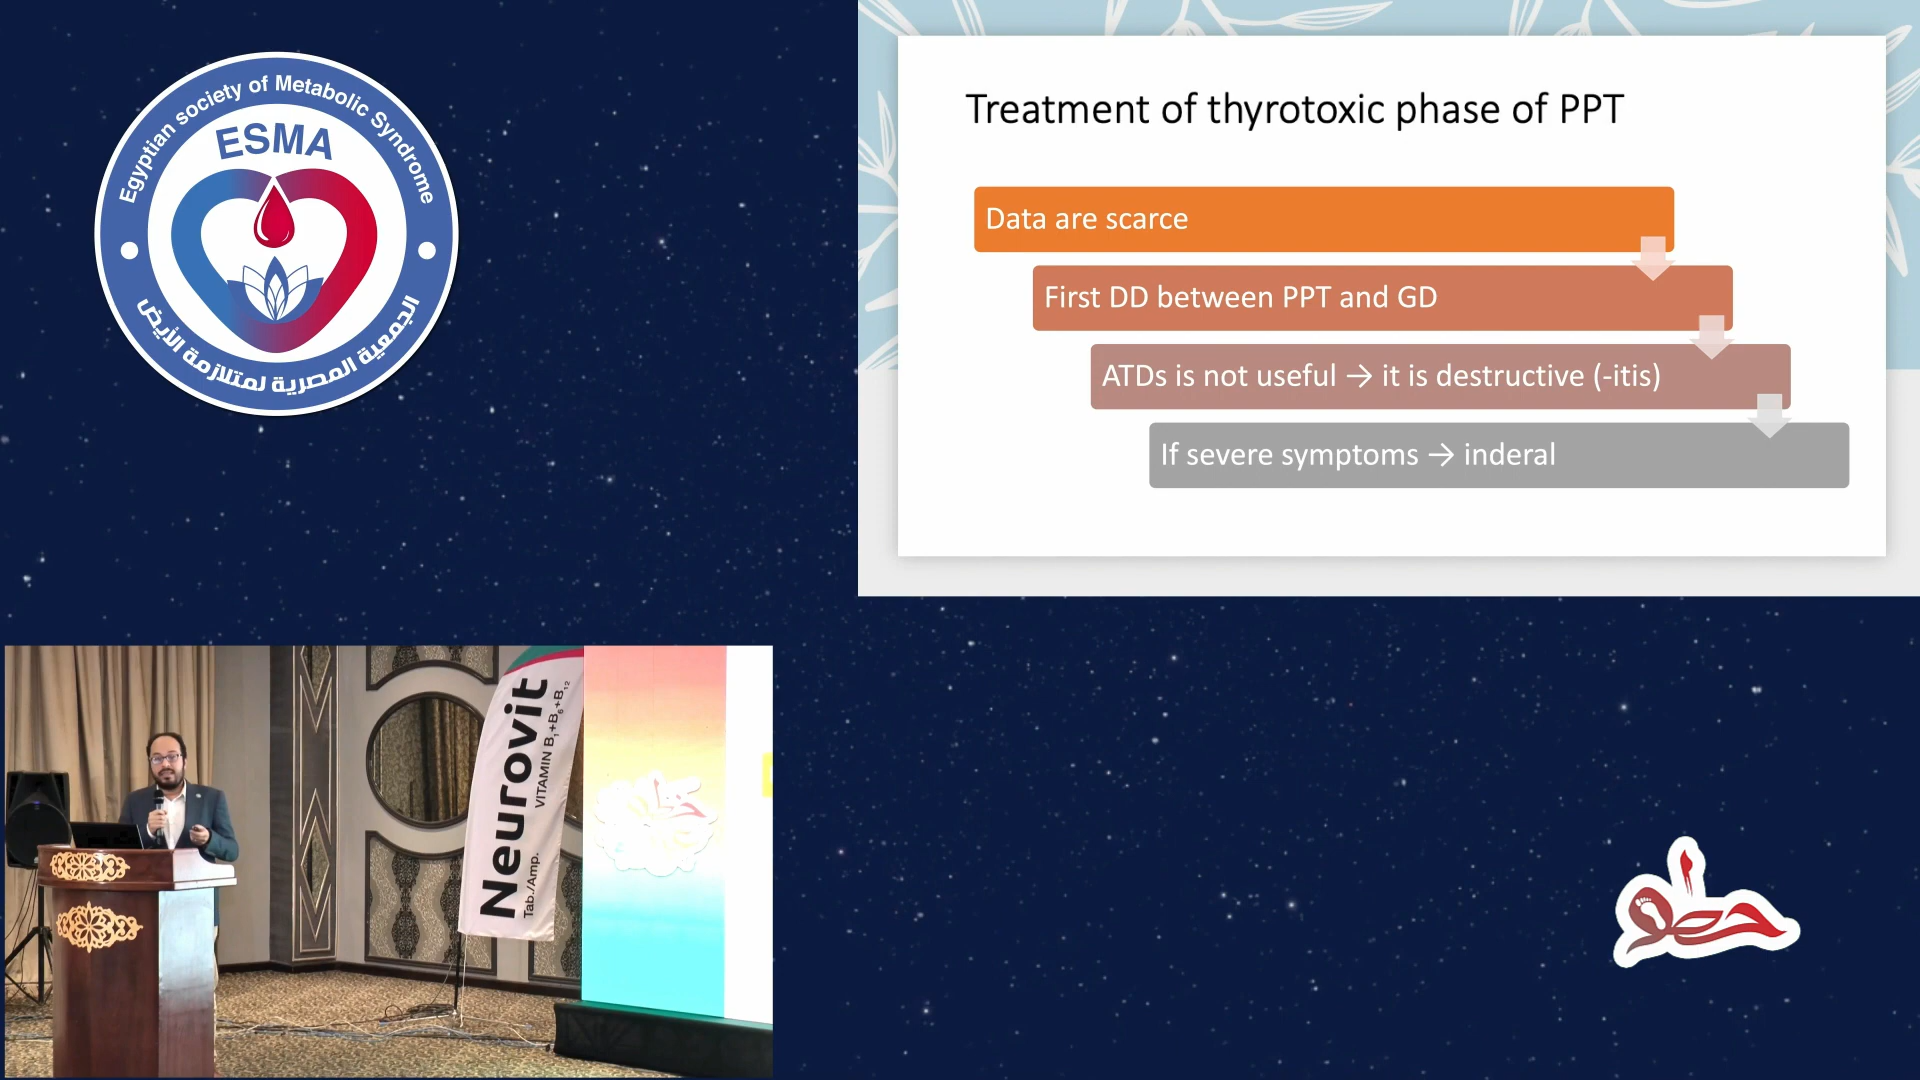 Egyptian society of Metabolic Syndrome
ESMA
الجمعية المصرية لمتلازمة الأيض
Treatment of thyrotoxic phase of PPT
Data are scarce
First DD between PPT and GD
ATDs is not useful → it is destructive (-itis)
If severe symptoms → inderal
Neurovit
VITAMIN B₁+B₆+B₁₂
Tab./Amp.